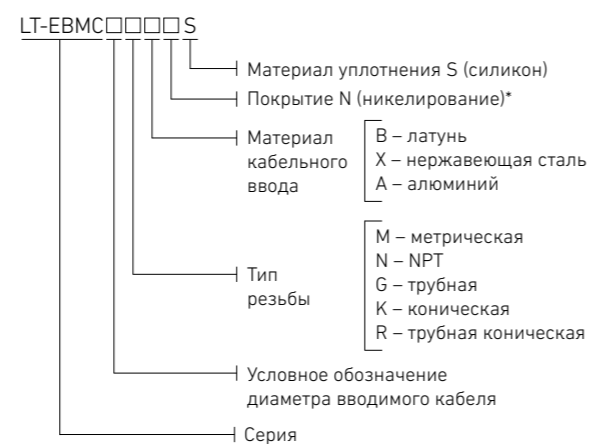 LT-EBMC□□□□S
Материал уплотнения S (силикон)
Покрытие N (никелирование)*
Материал
кабельного
ввода
B – латунь
X – нержавеющая сталь
A – алюминий
Тип
резьбы
M – метрическая
N – NPT
G – трубная
K – коническая
R – трубная коническая
Условное обозначение
диаметра вводимого кабеля
Серия